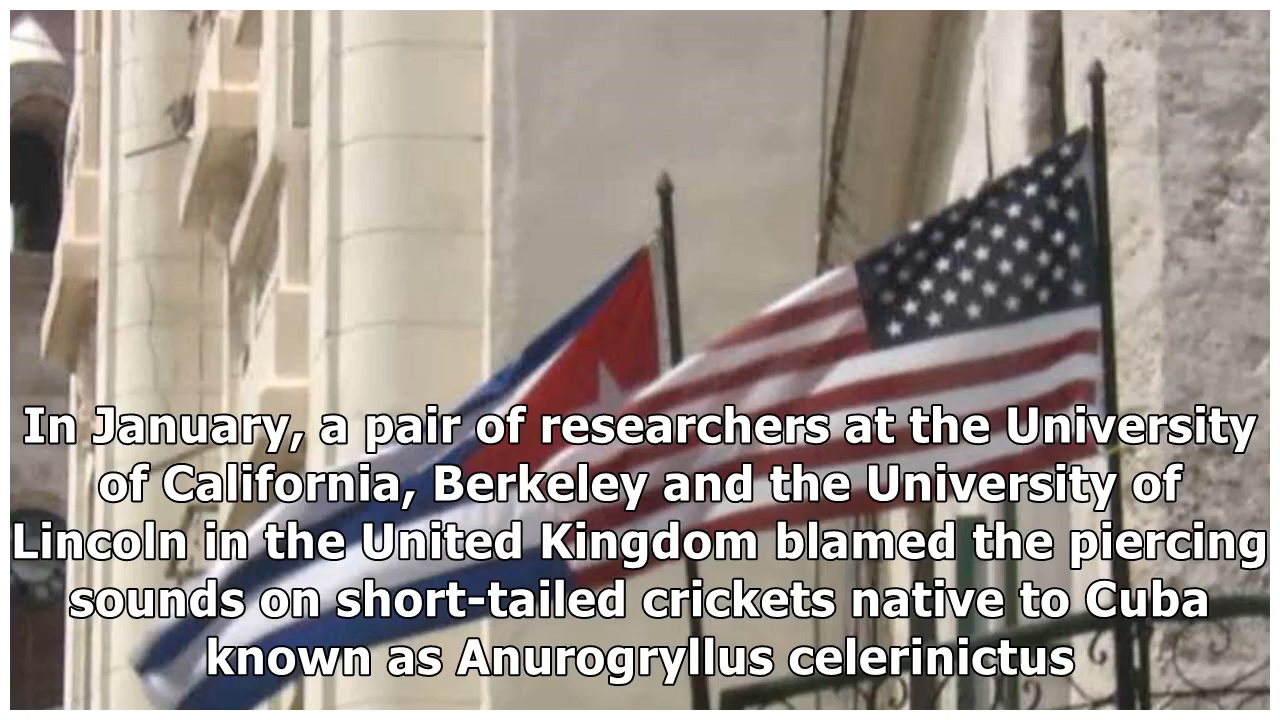 In January, a pair of researchers at the University
of California, Berkeley and the University of
Lincoln in the United Kingdom blamed the piercing
sounds on short-tailed crickets native to Cuba
known as Anurogryllus celerinictus